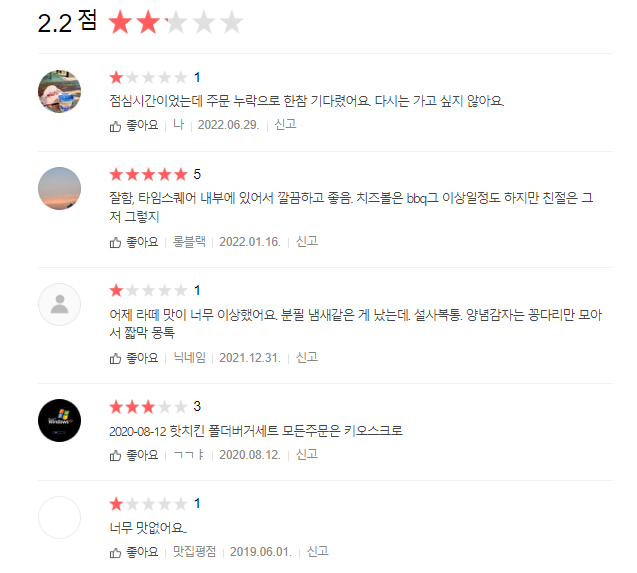 2.2 점
1
점심시간이었는데 주문 누락으로 한참 기다렸어요. 다시는 가고 싶지 않아요.
좋아요 나 2022.06.29. 신고
5
잘함, 타임스퀘어 내부에 있어서 깔끔하고 좋음. 치즈볼은 bbq그 이상일정도 하지만 친절은 그
저 그렇지
좋아요 롱블랙 2022.01.16. 신고
1
어제 라떼 맛이 너무 이상했어요. 분필 냄새같은 게 났는데. 설사복통. 양념감자는 꽁다리만 모아
서 짧막 몽톡
좋아요 닉네임 2021.12.31. 신고
3
2020-08-12 핫치킨 폴더버거세트 모든주문은 키오스크로
좋아요 ㄱㄱㅑ 2020.08.12. 신고
1
너무 맛없어요..
좋아요 맛집평점 2019.06.01. 신고